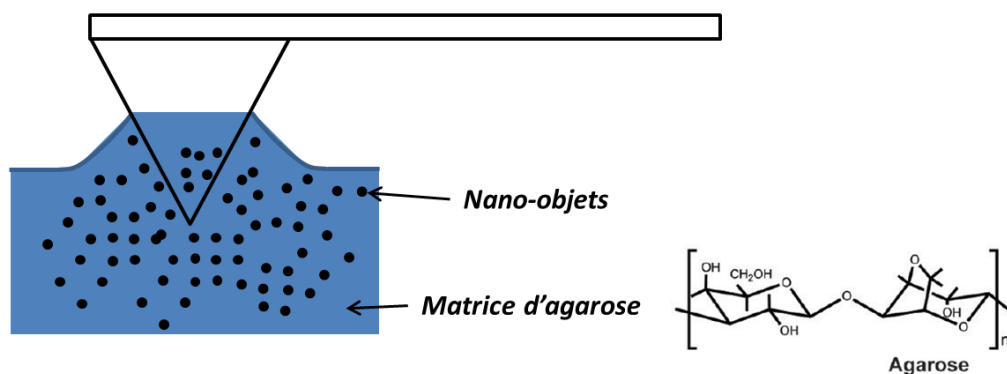 Nano-objets
Matrice d'agarose
OH
CH₂OH
O
OH
O
O
OH
O
n
Agarose